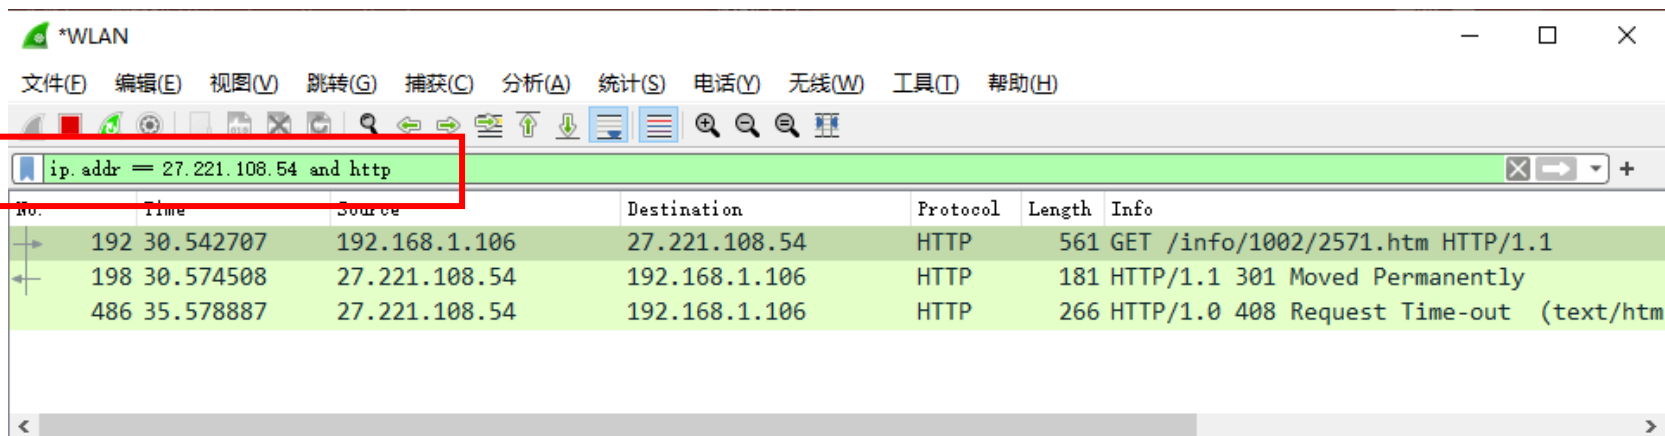 *WLAN
文件(F) 编辑(E) 视图(V) 跳转(G) 捕获(C) 分析(A) 统计(S) 电话(Y) 无线(W) 工具(T) 帮助(H)
ip.addr == 27.221.108.54 and http
No. Time Source Destination Protocol Length Info
192 30.542707 192.168.1.106 27.221.108.54 HTTP 561 GET /info/1002/2571.htm HTTP/1.1
198 30.574508 27.221.108.54 192.168.1.106 HTTP 181 HTTP/1.1 301 Moved Permanently
486 35.578887 27.221.108.54 192.168.1.106 HTTP 266 HTTP/1.0 408 Request Time-out (text/htm